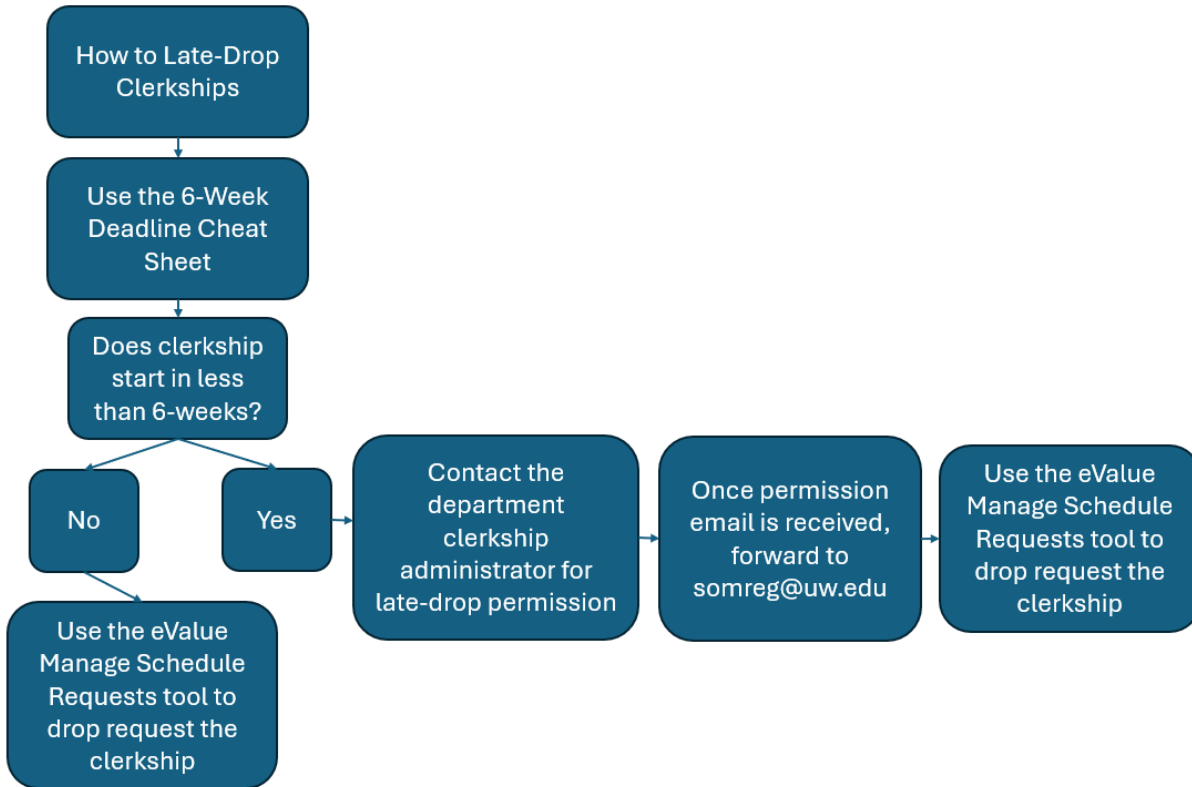 How to Late-Drop
Clerkships
Use the 6-Week
Deadline Cheat
Sheet
Does clerkship
start in less
than 6-weeks?
No
Yes
Contact the
department
clerkship
administrator for
late-drop permission
Once permission
email is received,
forward to
somreg@uw.edu
Use the eValue
Manage Schedule
Requests tool to
drop request the
clerkship
Use the eValue
Manage Schedule
Requests tool to
drop request the
clerkship